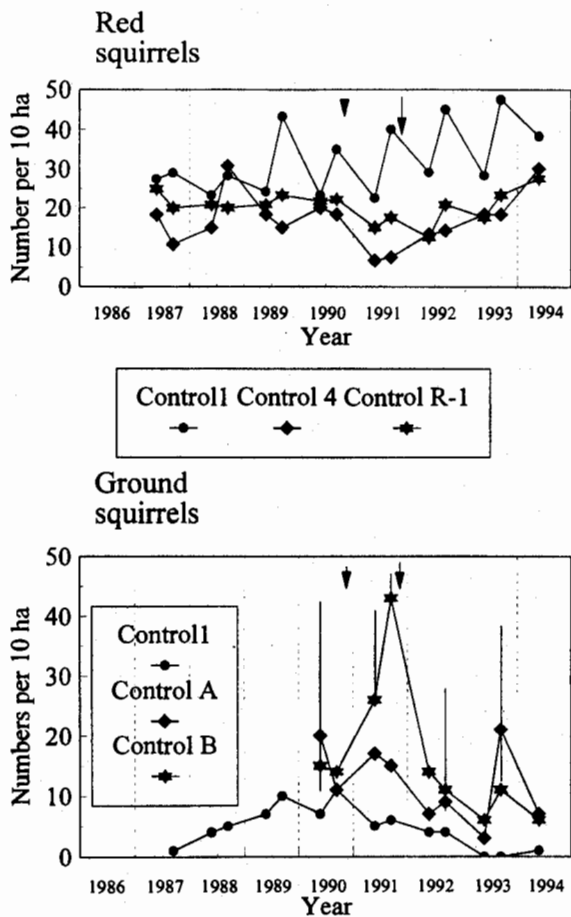 Red
squirrels
Number per 10 ha
50
40
30
20
10
0
1986 1987 1988 1989 1990 1991 1992 1993 1994
Year
Control1 Control 4 Control R-1
Ground
squirrels
Numbers per 10 ha
50
40
30
20
10
0
Control1
Control A
Control B
1986 1987 1988 1989 1990 1991 1992 1993 1994
Year